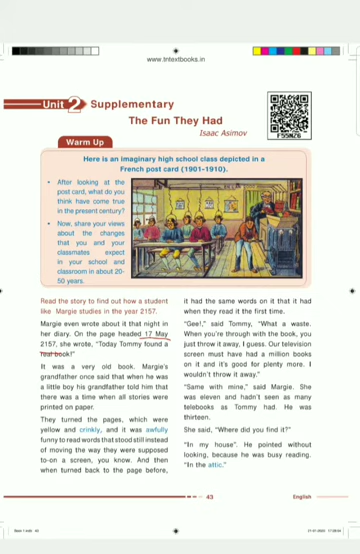 www.tntextbooks.in
Unit 2 Supplementary
The Fun They Had
Isaac Asimov
F5SNZ6
Warm Up
Here is an imaginary high school class depicted in a
French post card (1901–1910).
• After looking at the
post card, what do you
think have come true
in the present century?
• Now, share your views
about the changes
that you and your
classmates expect
in your school and
classroom in about 20-
50 years.
Read the story to find out how a student
like Margie studies in the year 2157.
Margie even wrote about it that night in
her diary. On the page headed 17 May
2157, she wrote, “Today Tommy found a
real book!”
It was a very old book. Margie's
grandfather once said that when he was
a little boy his grandfather told him that
there was a time when all stories were
printed on paper.
They turned the pages, which were
yellow and crinkly, and it was awfully
funny to read words that stood still instead
of moving the way they were supposed
to-on a screen, you know. And then
when turned back to the page before,
it had the same words on it that it had
when they read it the first time.
“Gee!,” said Tommy, “What a waste.
When you're through with the book, you
just throw it away, I guess. Our television
screen must have had a million books
on it and it's good for plenty more. I
wouldn't throw it away.”
“Same with mine,” said Margie. She
was eleven and hadn't seen as many
telebooks as Tommy had. He was
thirteen.
She said, “Where did you find it?”
“In my house”. He pointed without
looking, because he was busy reading.
“In the attic.”
43
English